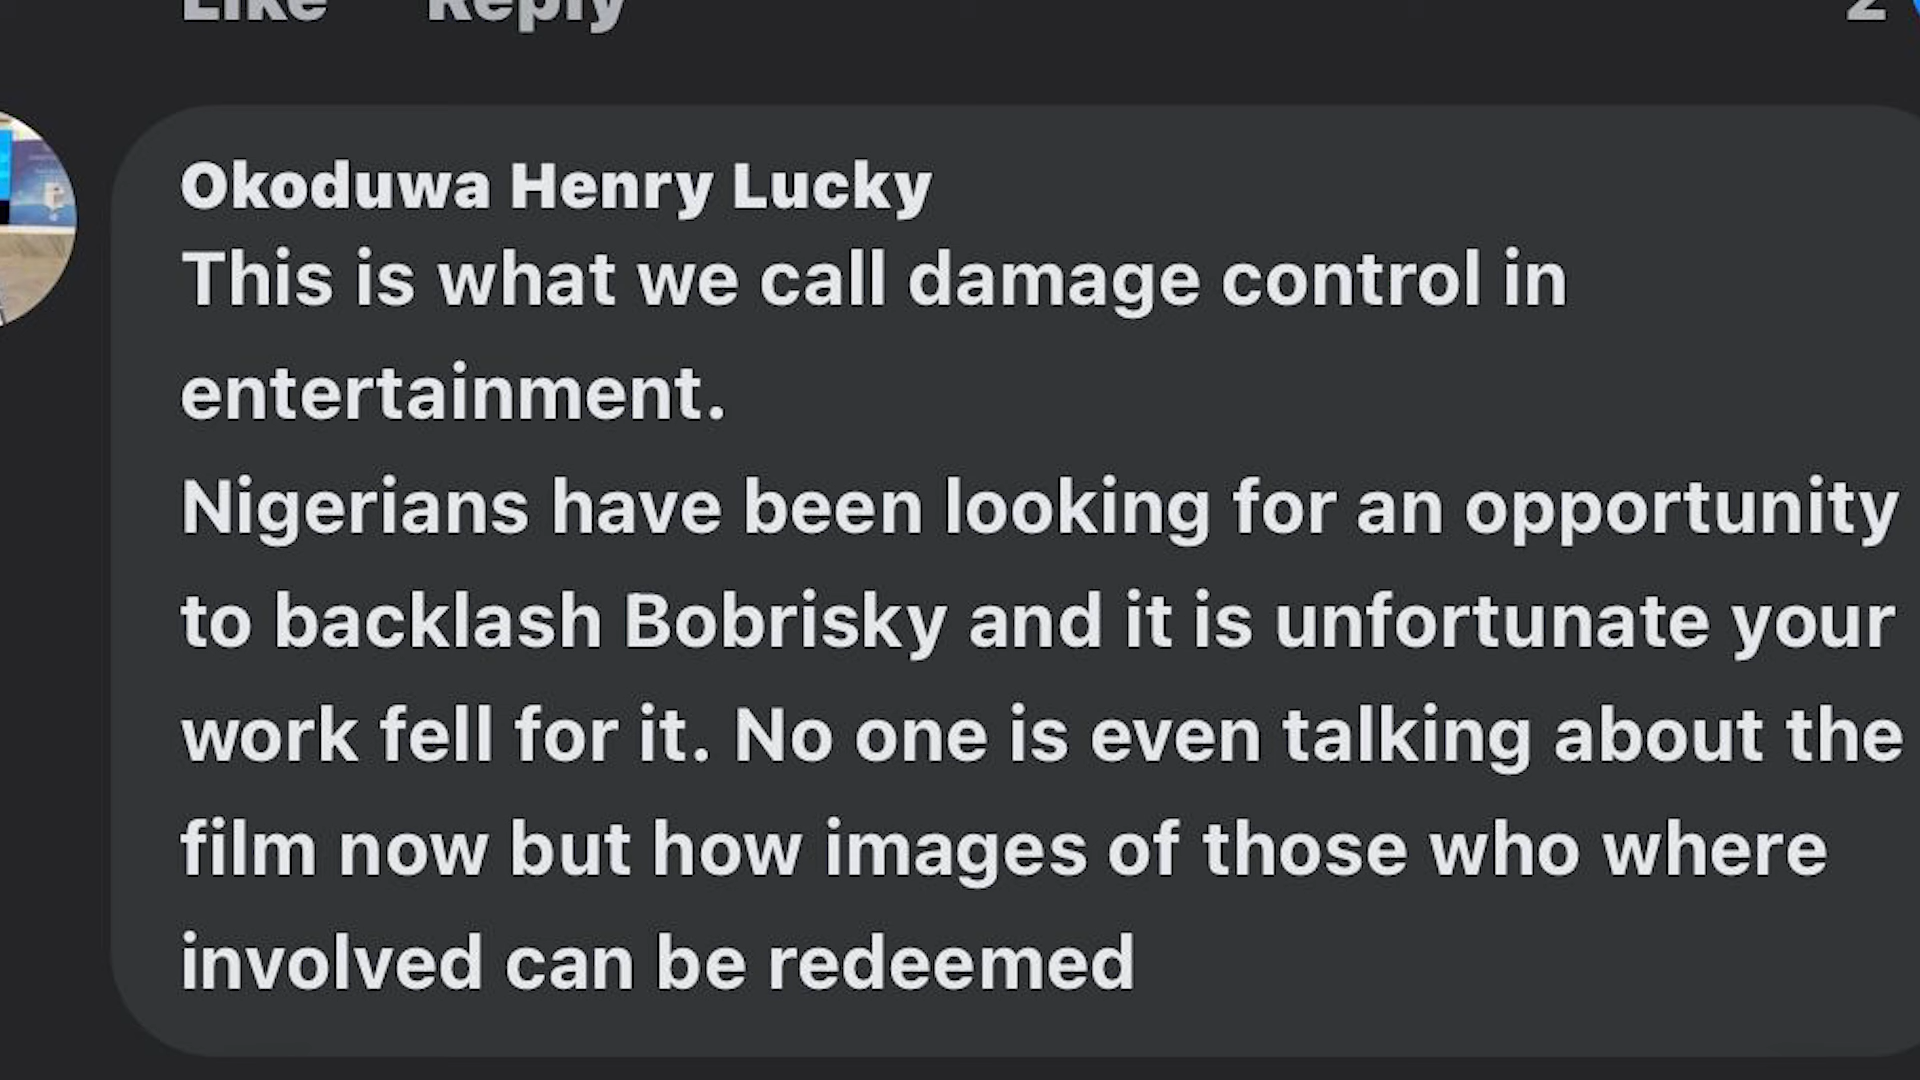 Like Reply 2
Okoduwa Henry Lucky
This is what we call damage control in
entertainment.
Nigerians have been looking for an opportunity
to backlash Bobrisky and it is unfortunate your
work fell for it. No one is even talking about the
film now but how images of those who where
involved can be redeemed